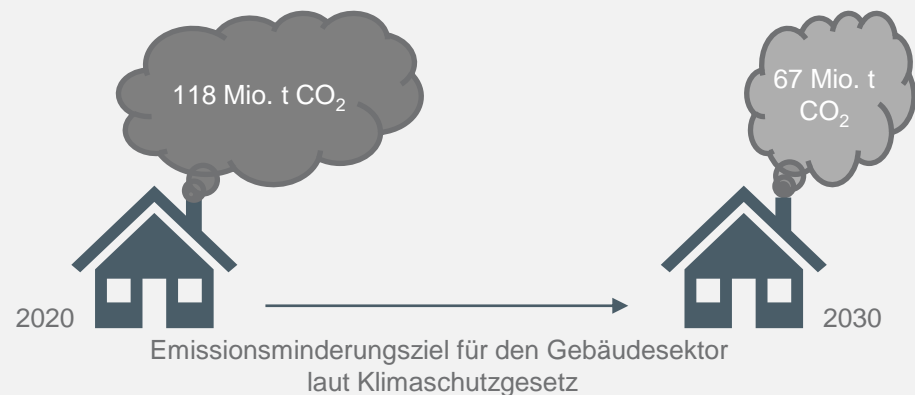 118 Mio. t CO₂
67 Mio. t
CO₂
2020
2030
Emissionsminderungsziel für den Gebäudesektor
laut Klimaschutzgesetz